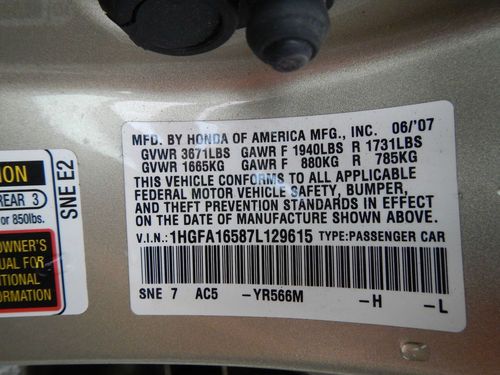 MFD. BY HONDA OF AMERICA MFG., INC. 06/'07
GVWR 3671LBS GAWR F 1940LBS R 1731LBS
GVWR 1665KG GAWR F 880KG R 785KG
THIS VEHICLE CONFORMS TO ALL APPLICABLE
FEDERAL MOTOR VEHICLE SAFETY, BUMPER,
AND THEFT PREVENTION STANDARDS IN EFFECT
ON THE DATE OF MANUFACTURE SHOWN ABOVE.
V.I.N.: 1HGFA16587L129615 TYPE:PASSENGER CAR
SNE 7 AC5 -YR566M -H -L
SNE E2
REAR 3
or 850lbs.
OWNER'S
FOR